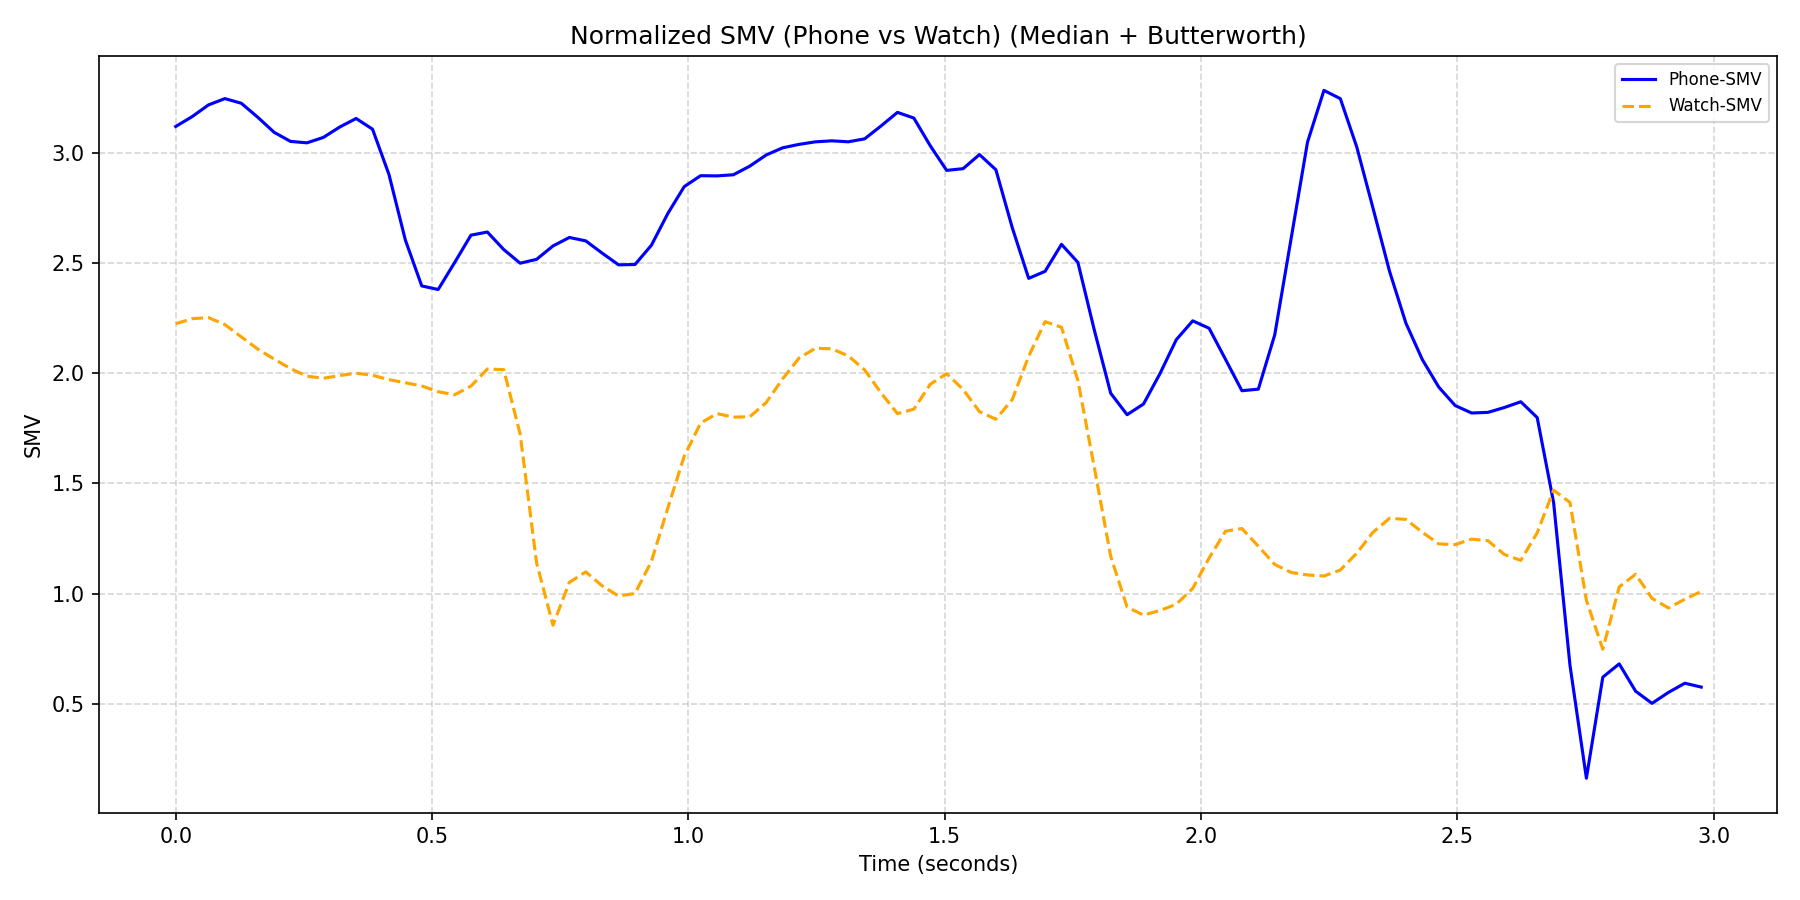 Normalized SMV (Phone vs Watch) (Median + Butterworth)
Phone-SMV
Watch-SMV
3.0
2.5
2.0
1.5
1.0
0.5
SMV
0.0 0.5 1.0 1.5 2.0 2.5 3.0
Time (seconds)